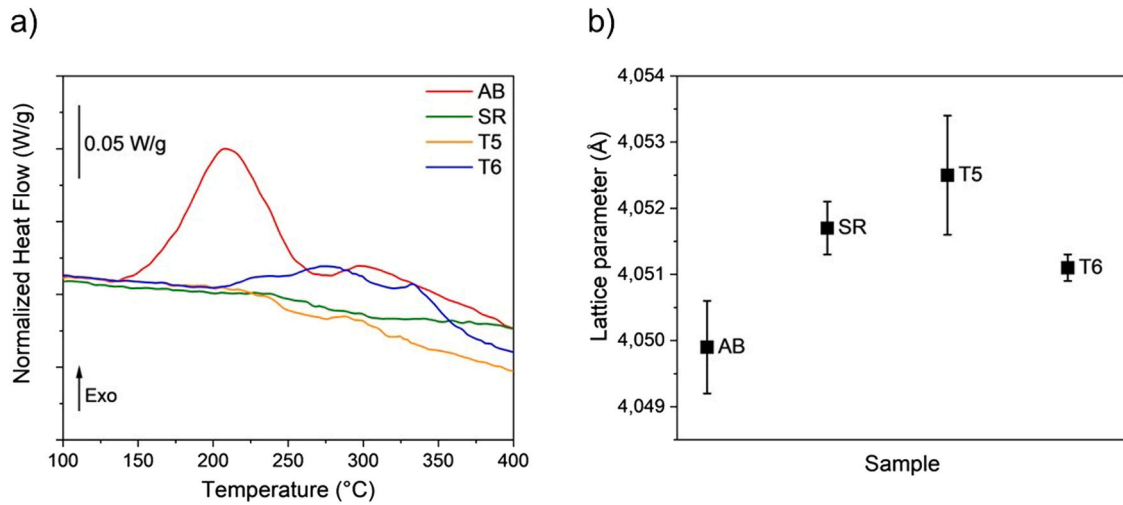 a)
Normalized Heat Flow (W/g)
0.05 W/g
AB
SR
T5
T6
Exo
100
150
200
250
300
350
400
Temperature (°C)
b)
Lattice parameter (Å)
4,054
4,053
4,052
4,051
4,050
4,049
T5
SR
T6
AB
Sample